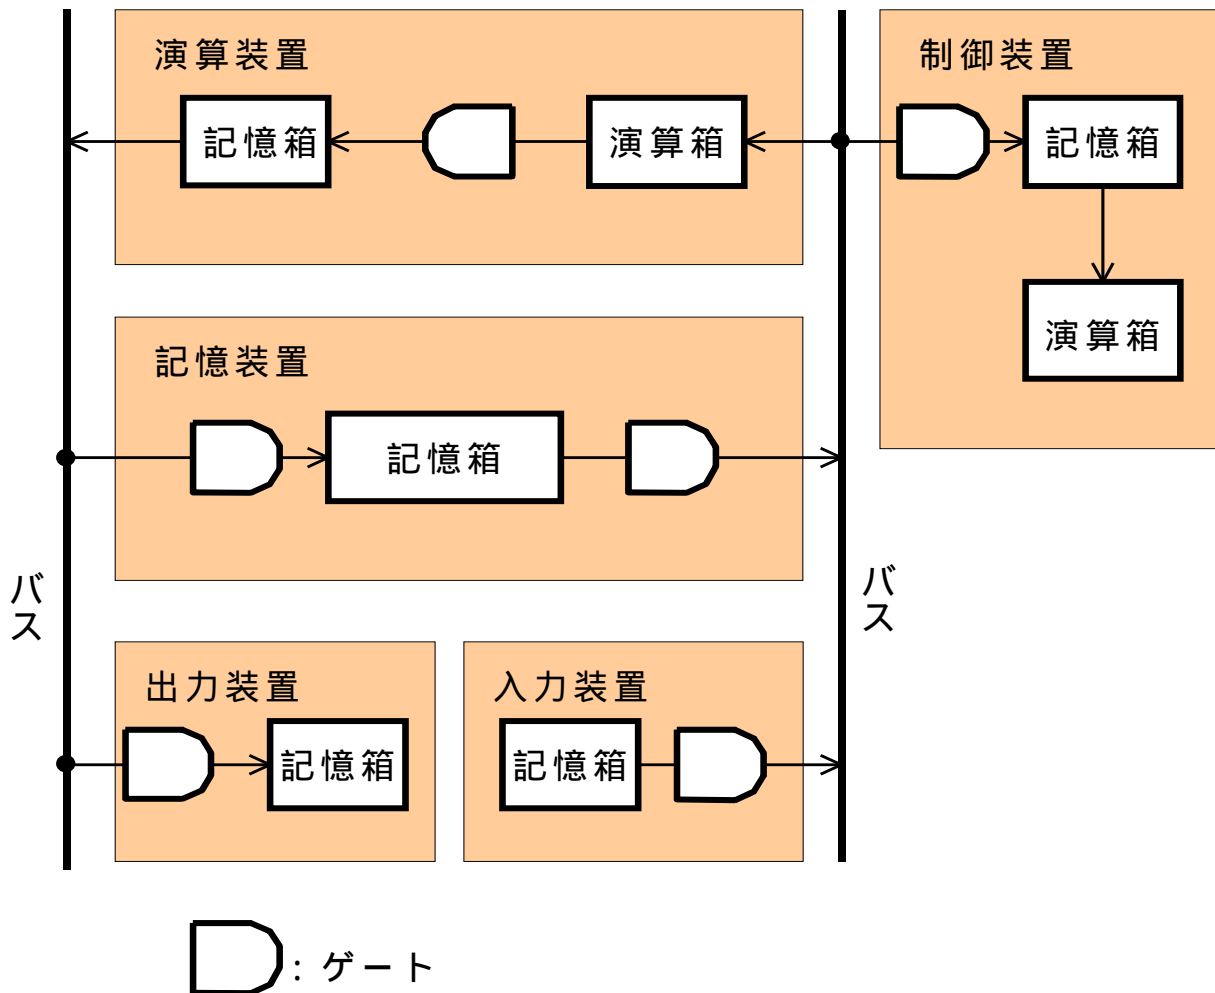 演算装置
制御装置
記憶箱
演算箱
記憶箱
演算箱
記憶装置
記憶箱
バス
バス
出力装置
入力装置
記憶箱
記憶箱
: ゲート